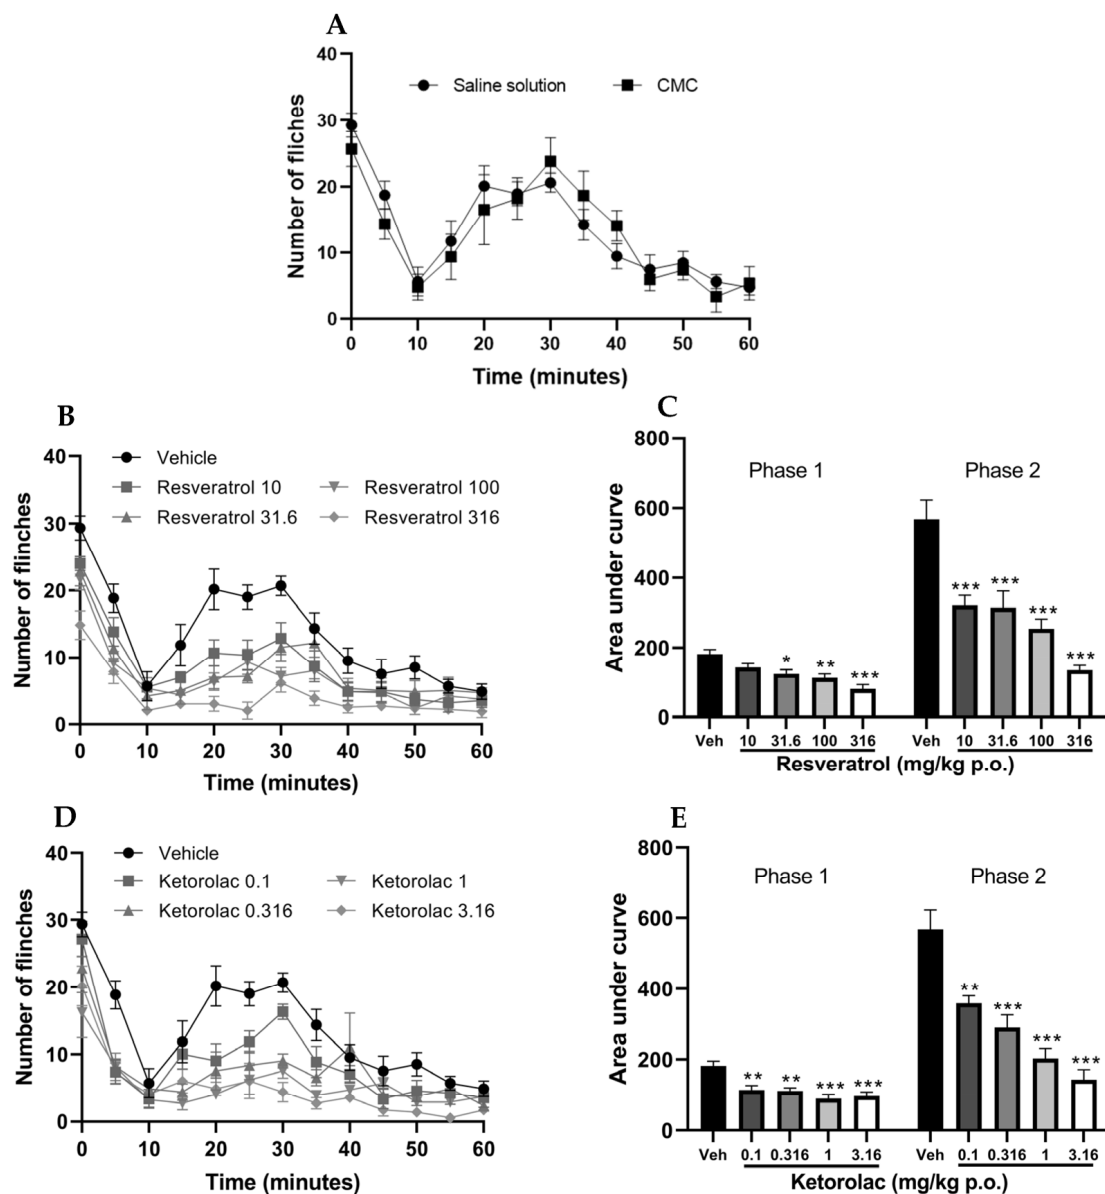 A
40
30
20
10
0
Number of fliches
Saline solution
CMC
0 10 20 30 40 50 60
Time (minutes)
B
40
30
20
10
0
Number of flinches
Vehicle
Resveratrol 10
Resveratrol 100
Resveratrol 31.6
Resveratrol 316
0 10 20 30 40 50 60
Time (minutes)
C
800
600
400
200
0
Area under curve
Phase 1 Phase 2
* ** ***
*** *** *** ***
Veh 10 31.6 100 316 Veh 10 31.6 100 316
Resveratrol (mg/kg p.o.)
D
40
30
20
10
0
Number of flinches
Vehicle
Ketorolac 0.1
Ketorolac 1
Ketorolac 0.316
Ketorolac 3.16
0 10 20 30 40 50 60
Time (minutes)
E
800
600
400
200
0
Area under curve
Phase 1 Phase 2
** ** *** ***
** *** *** ***
Veh 0.1 0.316 1 3.16 Veh 0.1 0.316 1 3.16
Ketorolac (mg/kg p.o.)